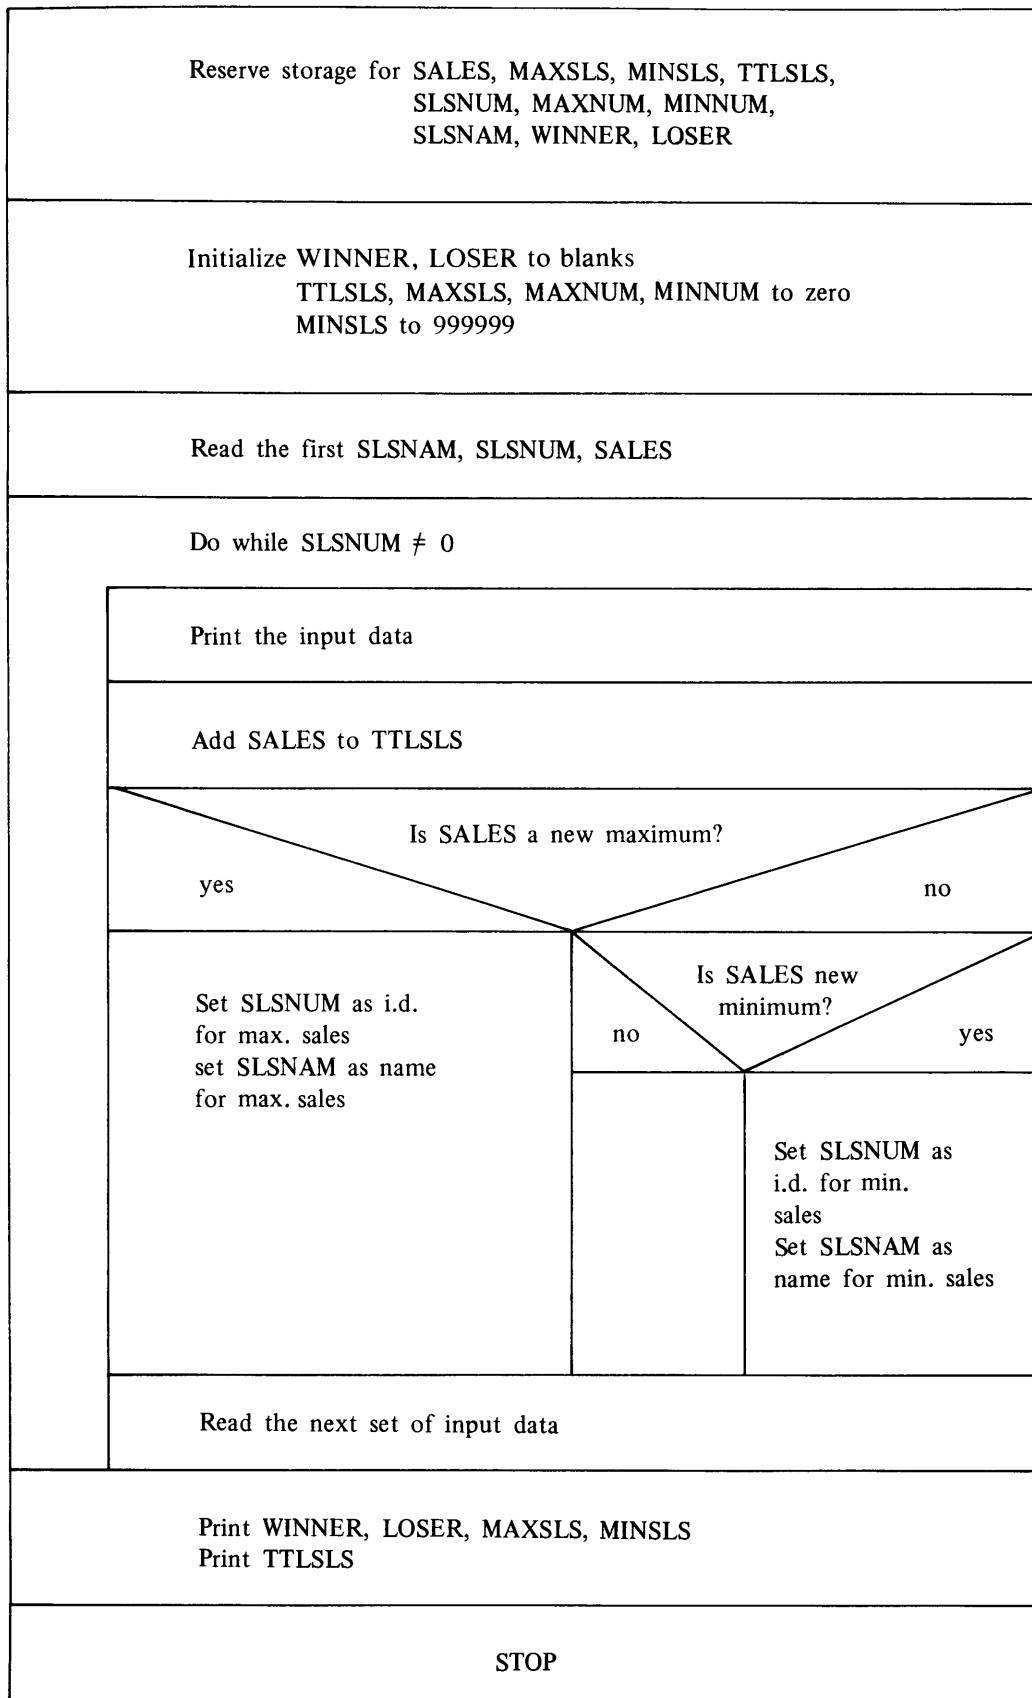 Reserve storage for SALES, MAXSLS, MINSLS, TTLSLS,
SLSNUM, MAXNUM, MINNUM,
SLSNAM, WINNER, LOSER
Initialize WINNER, LOSER to blanks
TTLSLS, MAXSLS, MAXNUM, MINNUM to zero
MINSLS to 999999
Read the first SLSNAM, SLSNUM, SALES
Do while SLSNUM ≠ 0
Print the input data
Add SALES to TTLSLS
Is SALES a new maximum?
yes
no
Set SLSNUM as i.d.
for max. sales
set SLSNAM as name
for max. sales
Is SALES new
minimum?
no
yes
Set SLSNUM as
i.d. for min.
sales
Set SLSNAM as
name for min. sales
Read the next set of input data
Print WINNER, LOSER, MAXSLS, MINSLS
Print TTLSLS
STOP